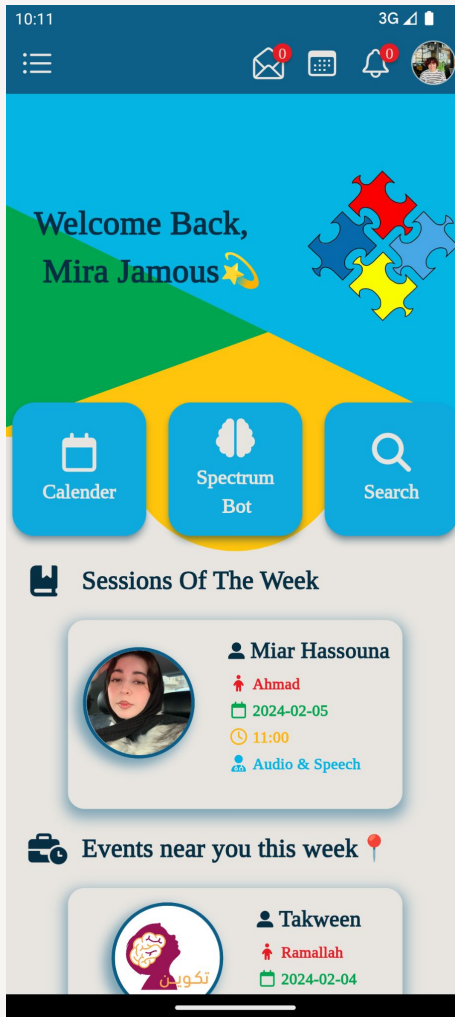 10:11
3G
0
0
Welcome Back,
Mira Jamous💫
Calender
Spectrum
Bot
Search
Sessions Of The Week
Miar Hassouna
Ahmad
2024-02-05
11:00
Audio & Speech
Events near you this week📍
Takween
Ramallah
تكوين
2024-02-04